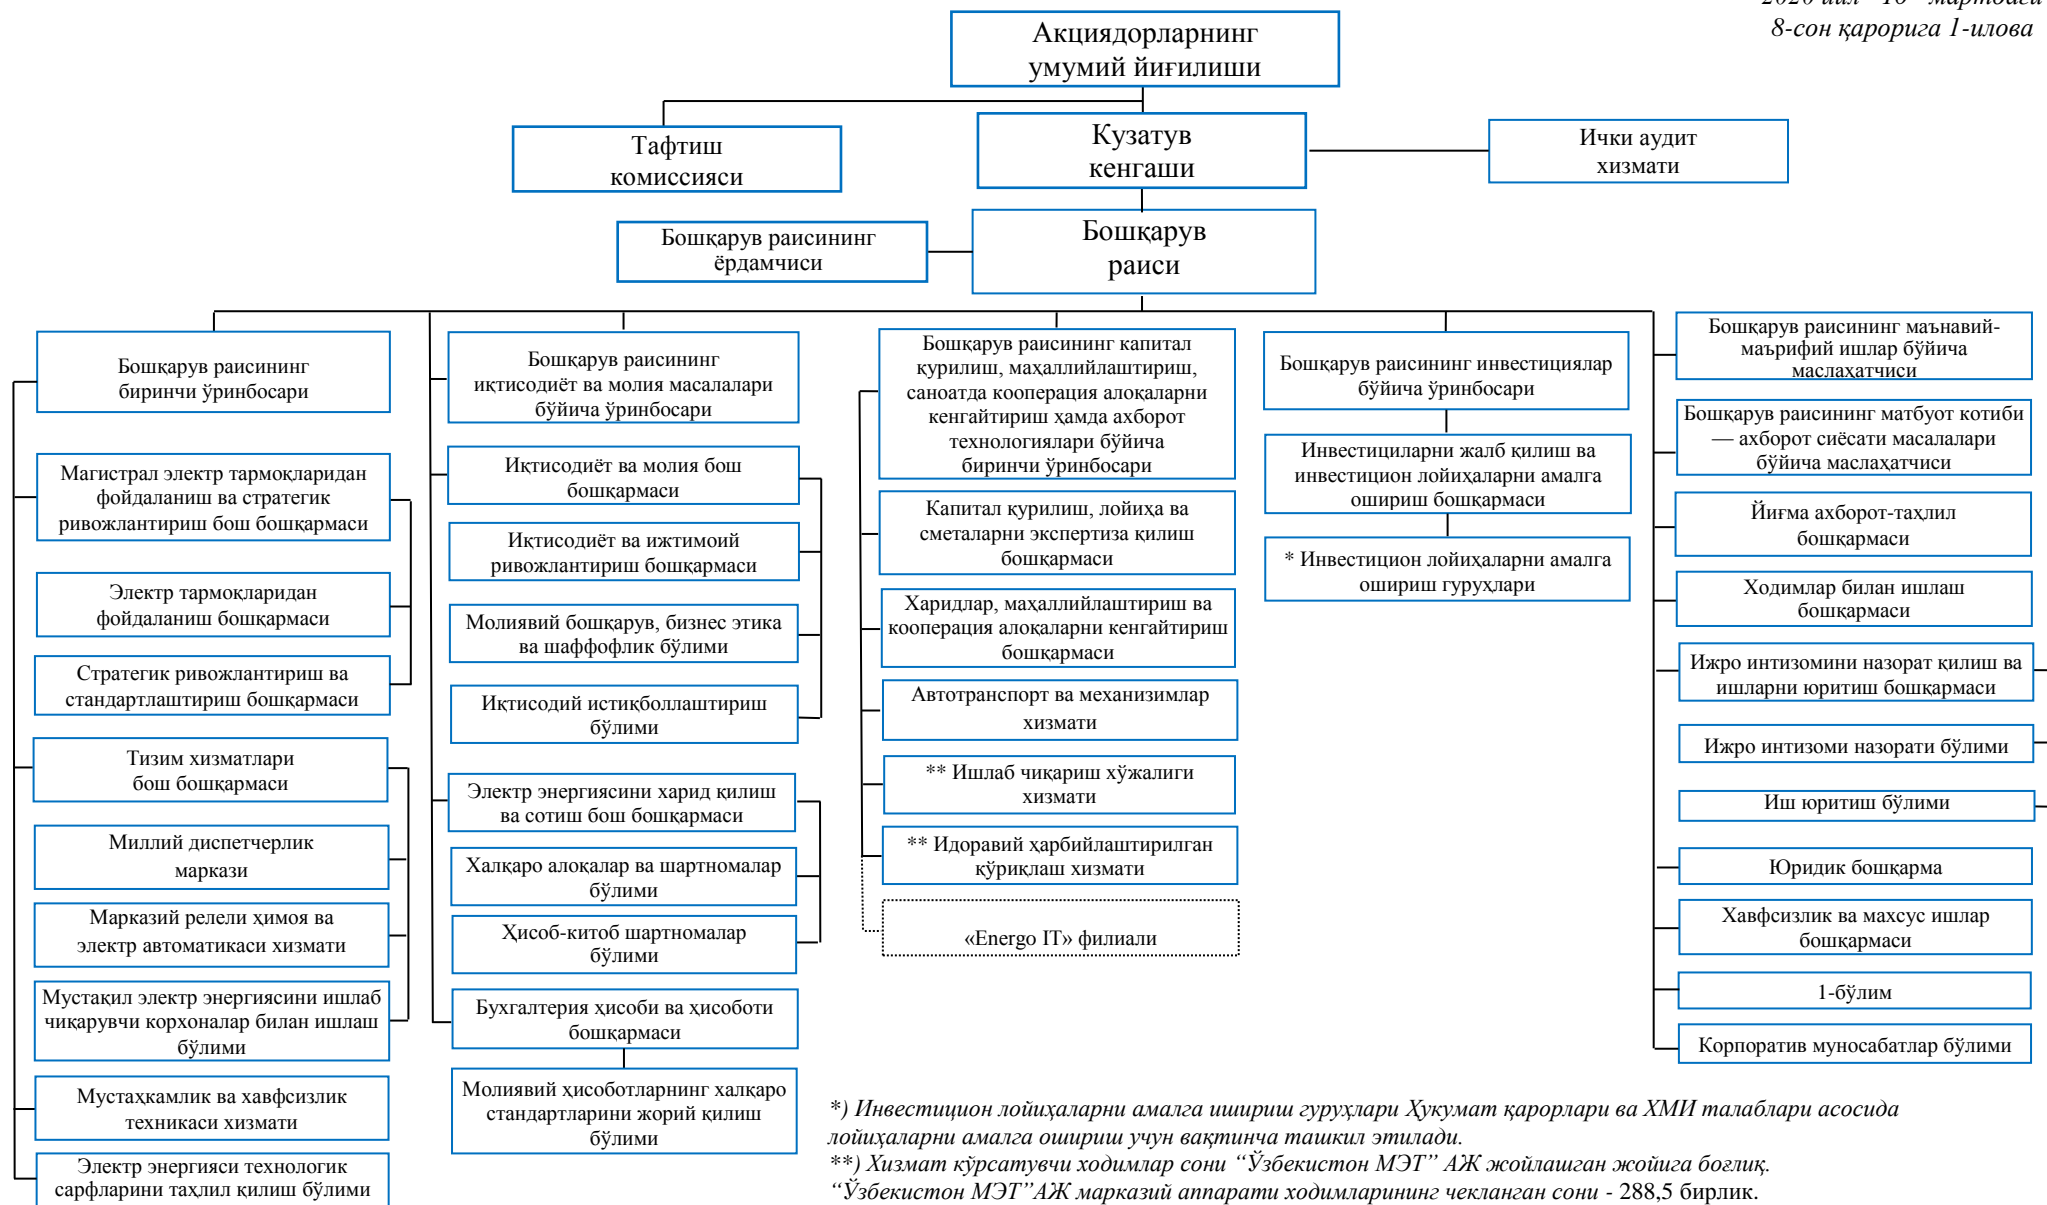 8-сон қарорига 1-илова
Акциядорларнинг
умумий йиғилиши
Тафтиш
комиссияси
Кузатув
кенгаши
Ички аудит
хизмати
Бошқарув раисининг
ёрдамчиси
Бошқарув
раиси
Бошқарув раисининг
биринчи ўринбосари
Магистрал электр тармоқларидан
фойдаланиш ва стратегик
ривожлантириш бош бошқармаси
Электр тармоқларидан
фойдаланиш бошқармаси
Стратегик ривожлантириш ва
стандартлаштириш бошқармаси
Тизим хизматлари
бош бошқармаси
Миллий диспетчерлик
маркази
Марказий релели ҳимоя ва
электр автоматикаси хизмати
Мустақил электр энергиясини ишлаб
чиқарувчи корхоналар билан ишлаш
бўлими
Мустаҳкамлик ва хавфсизлик
техникаси хизмати
Электр энергияси технологик
сарфларини таҳлил қилиш бўлими
Бошқарув раисининг
иқтисодиёт ва молия масалалари
бўйича ўринбосари
Иқтисодиёт ва молия бош
бошқармаси
Иқтисодиёт ва ижтимоий
ривожлантириш бошқармаси
Молиявий бошқарув, бизнес этика
ва шаффофлик бўлими
Иқтисодий истиқболлаштириш
бўлими
Электр энергиясини харид қилиш
ва сотиш бош бошқармаси
Халқаро алоқалар ва шартномалар
бўлими
Ҳисоб-китоб шартномалар
бўлими
Бухгалтерия ҳисоби ва ҳисоботи
бошқармаси
Молиявий ҳисоботларнинг халқаро
стандартларини жорий қилиш
бўлими
Бошқарув раисининг капитал
қурилиш, маҳаллийлаштириш,
саноатда кооперация алоқаларни
кенгайтириш ҳамда ахборот
технологиялари бўйича
биринчи ўринбосари
Капитал қурилиш, лойиҳа ва
сметаларни экспертиза қилиш
бошқармаси
Харидлар, маҳаллийлаштириш ва
кооперация алоқаларни кенгайтириш
бошқармаси
Автотранспорт ва механизимлар
хизмати
** Ишлаб чиқариш хўжалиги
хизмати
** Идоравий ҳарбийлаштирилган
қўриқлаш хизмати
«Energo IT» филиали
Бошқарув раисининг инвестициялар
бўйича ўринбосари
Инвестициларни жалб қилиш ва
инвестицион лойиҳаларни амалга
ошириш бошқармаси
* Инвестицион лойиҳаларни амалга
ошириш гуруҳлари
Бошқарув раисининг маънавий-
маърифий ишлар бўйича
маслаҳатчиси
Бошқарув раисининг матбуот котиби
— ахборот сиёсати масалалари
бўйича маслаҳатчиси
Йиғма ахборот-таҳлил
бошқармаси
Ходимлар билан ишлаш
бошқармаси
Ижро интизомини назорат қилиш ва
ишларни юритиш бошқармаси
Ижро интизоми назорати бўлими
Иш юритиш бўлими
Юридик бошқарма
Хавфсизлик ва махсус ишлар
бошқармаси
1-бўлим
Корпоратив муносабатлар бўлими
*) Инвестицион лойиҳаларни амалга ишириш гуруҳлари Ҳукумат қарорлари ва ХМИ талаблари асосида
лойиҳаларни амалга ошириш учун вақтинча ташкил этилади.
**) Хизмат кўрсатувчи ходимлар сони “Ўзбекистон МЭТ” АЖ жойлашган жойига боғлиқ.
“Ўзбекистон МЭТ”АЖ марказий аппарати ходимларининг чекланган сони - 288,5 бирлик.